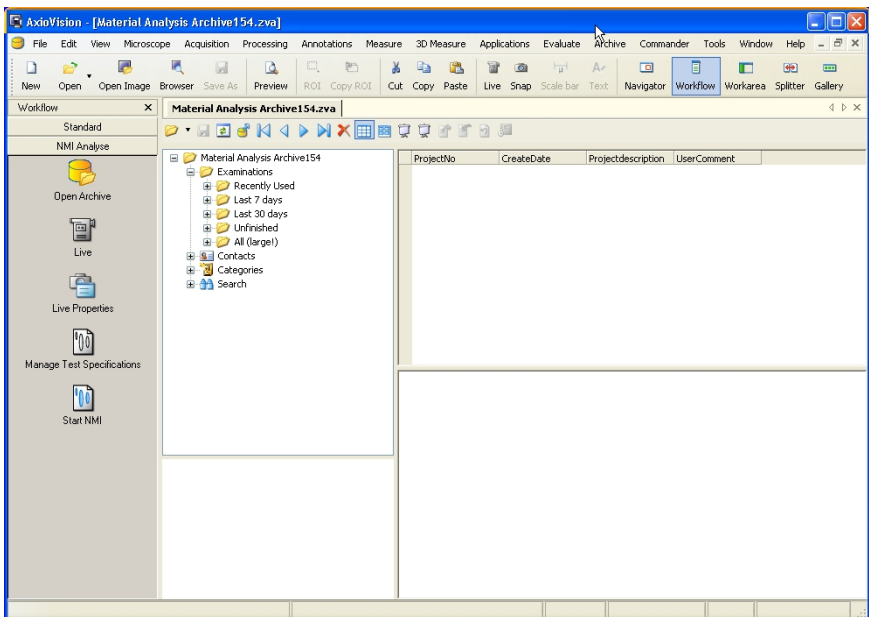 AxioVision - [Material Analysis Archive154.zva]
File Edit View Microscope Acquisition Processing Annotations Measure 3D Measure Applications Evaluate Archive Commander Tools Window Help
New Open Open Image Browser Save As Preview ROI Copy ROI Cut Copy Paste Live Snap Scale bar Text Navigator Workflow Workarea Splitter Gallery
Workflow
Material Analysis Archive154.zva
Standard
NMI Analyse
Open Archive
Live
Live Properties
Manage Test Specifications
Start NMI
Material Analysis Archive154
Examinations
Recently Used
Last 7 days
Last 30 days
Unfinished
All (large!)
Contacts
Categories
Search
ProjectNo CreateDate Projectdescription UserComment